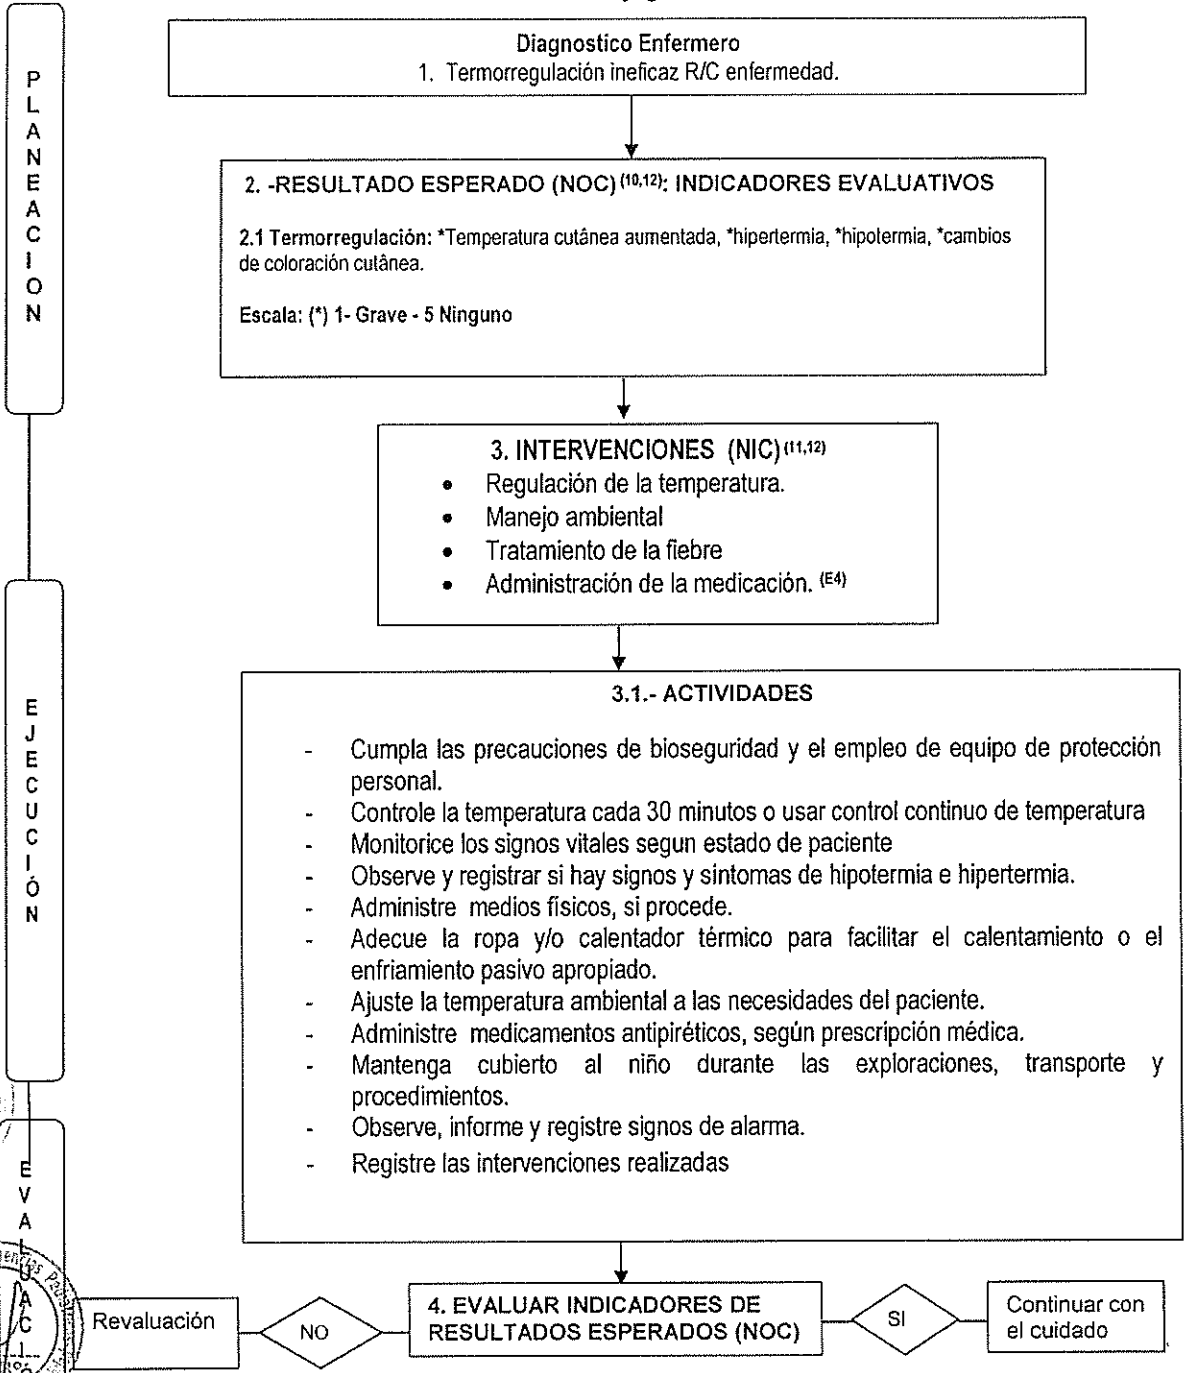 PLANEACION
Diagnostico Enfermero
1. Termorregulación ineficaz R/C enfermedad.
2. -RESULTADO ESPERADO (NOC) (10,12): INDICADORES EVALUATIVOS
2.1 Termorregulación: *Temperatura cutánea aumentada, *hipertermia, *hipotermia, *cambios
de coloración cutânea.
Escala: (*) 1- Grave - 5 Ninguno
3. INTERVENCIONES (NIC) (11,12)
• Regulación de la temperatura.
• Manejo ambiental
• Tratamiento de la fiebre
• Administración de la medicación. (E4)
EJECUCIÓN
3.1.- ACTIVIDADES
- Cumpla las precauciones de bioseguridad y el empleo de equipo de protección
personal.
- Controle la temperatura cada 30 minutos o usar control continuo de temperatura
- Monitorice los signos vitales segun estado de paciente
- Observe y registrar si hay signos y síntomas de hipotermia e hipertermia.
- Administre medios físicos, si procede.
- Adecue la ropa y/o calentador térmico para facilitar el calentamiento o el
enfriamiento pasivo apropiado.
- Ajuste la temperatura ambiental a las necesidades del paciente.
- Administre medicamentos antipiréticos, según prescripción médica.
- Mantenga cubierto al niño durante las exploraciones, transporte y
procedimientos.
- Observe, informe y registre signos de alarma.
- Registre las intervenciones realizadas
EVALUACI
Revaluación
NO
4. EVALUAR INDICADORES DE
RESULTADOS ESPERADOS (NOC)
SI
Continuar con
el cuidado